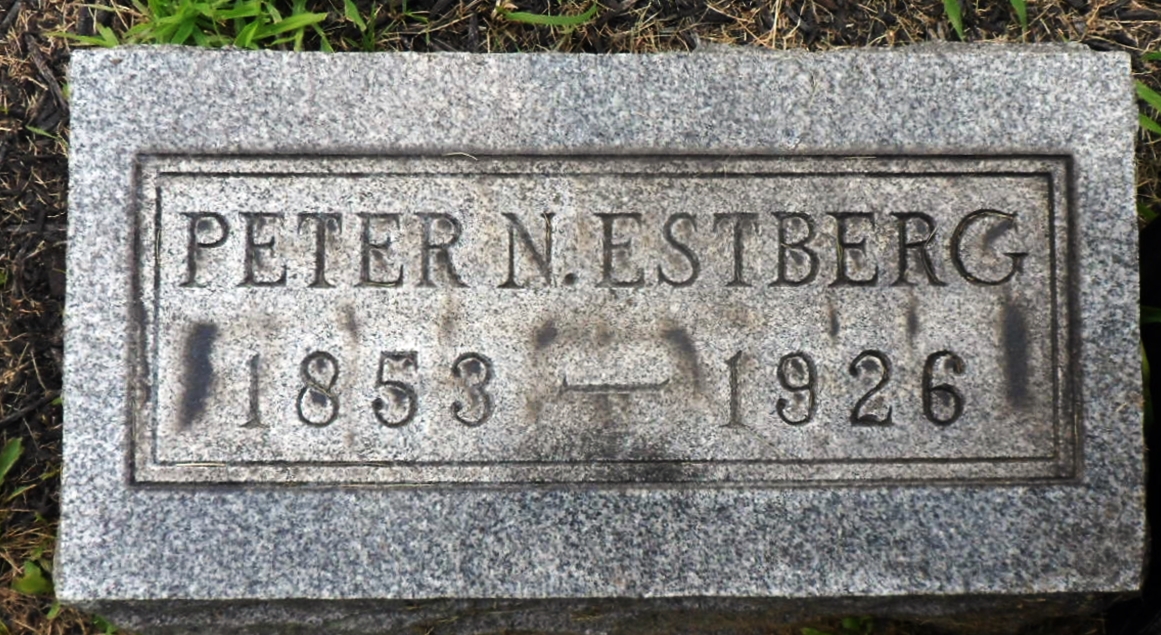 PETER N. ESTBERG
1853 — 1926